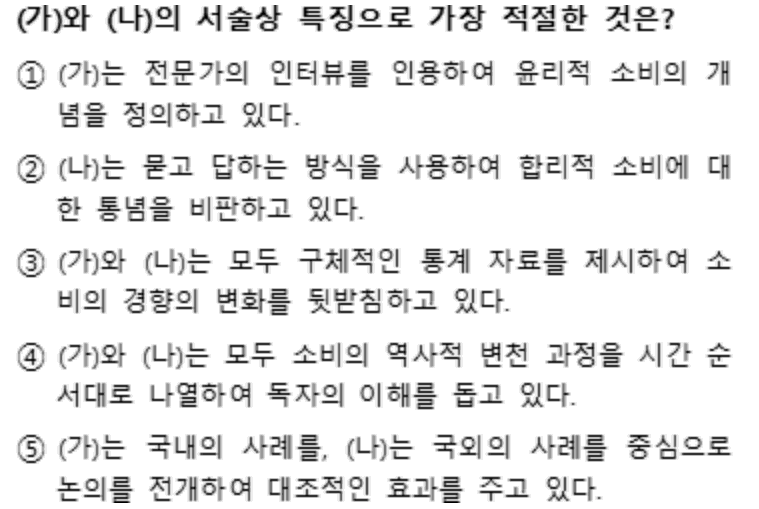 (가)와 (나)의 서술상 특징으로 가장 적절한 것은?
① (가)는 전문가의 인터뷰를 인용하여 윤리적 소비의 개
념을 정의하고 있다.
② (나)는 묻고 답하는 방식을 사용하여 합리적 소비에 대
한 통념을 비판하고 있다.
③ (가)와 (나)는 모두 구체적인 통계 자료를 제시하여 소
비의 경향의 변화를 뒷받침하고 있다.
④ (가)와 (나)는 모두 소비의 역사적 변천 과정을 시간 순
서대로 나열하여 독자의 이해를 돕고 있다.
⑤ (가)는 국내의 사례를, (나)는 국외의 사례를 중심으로
논의를 전개하여 대조적인 효과를 주고 있다.